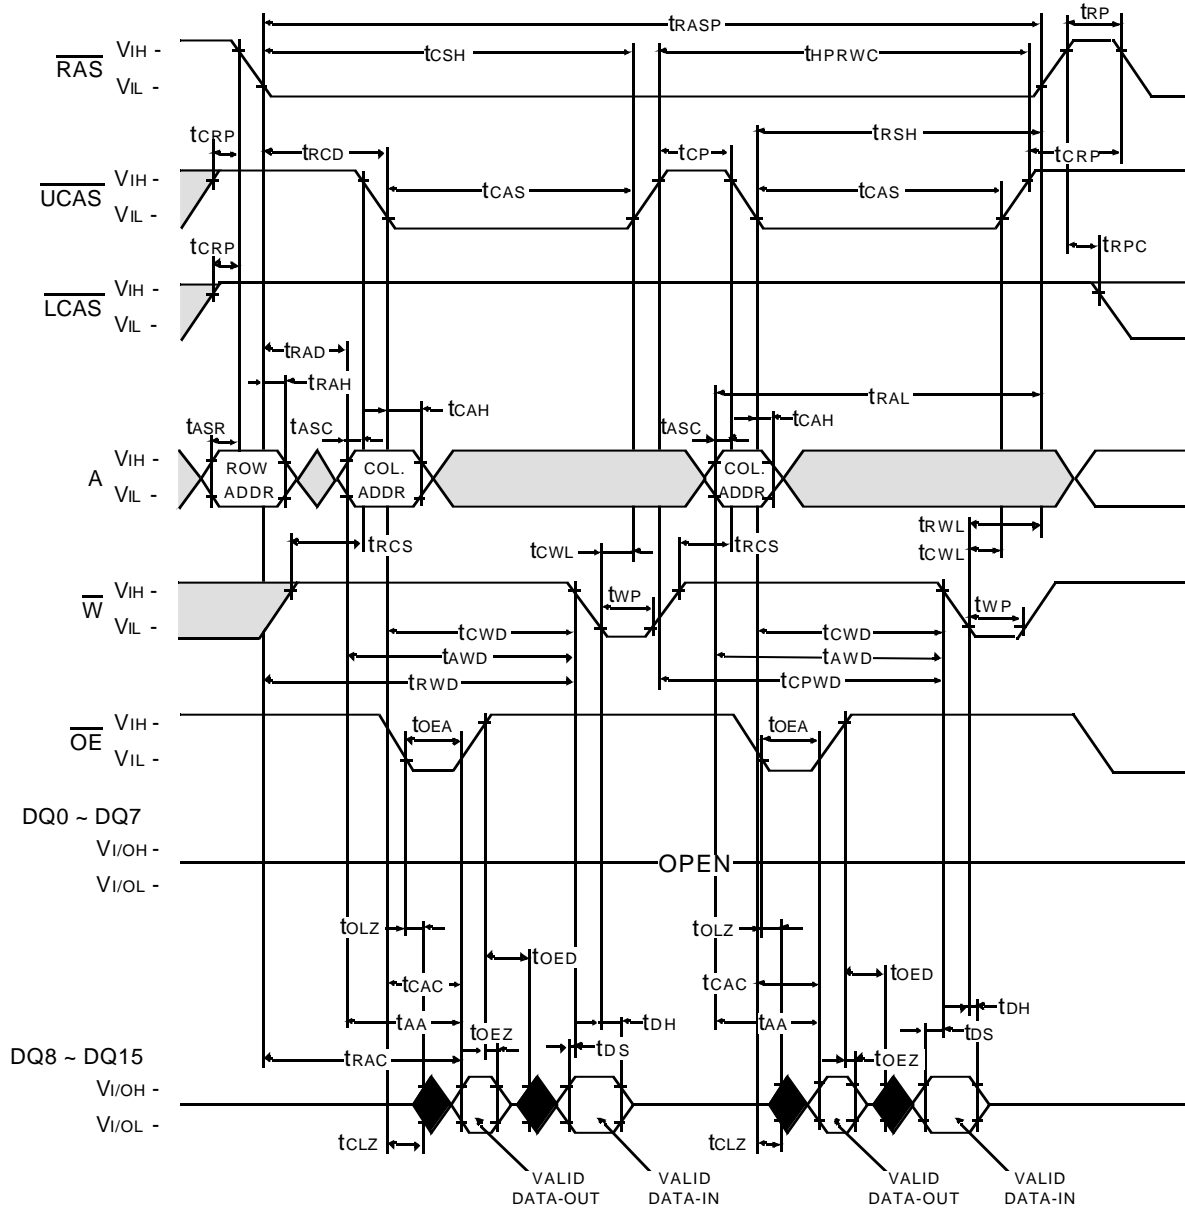 tRASP
tRP
RAS
VIH -
VIL -
tCSH
tHPRWC
tCRP
tRCD
tCP
tRSH
tCRP
UCAS
VIH -
VIL -
tCAS
tCAS
tCRP
tRPC
LCAS
VIH -
VIL -
tRAD
tRAH
tCAH
tRAL
tCAH
tASR
tASC
tASC
A
VIH -
VIL -
ROW
ADDR
COL.
ADDR
COL.
ADDR
tRCS
tCWL
tRCS
tRWL
tCWL
W
VIH -
VIL -
tWP
tWP
tCWD
tCWD
tAWD
tAWD
tRWD
tCPWD
OE
VIH -
VIL -
tOEA
tOEA
DQ0 ~ DQ7
VI/OH -
VI/OL -
OPEN
tOLZ
tOLZ
tOED
tOED
tCAC
tCAC
tAA
tOEZ
tDH
tAA
tDH
tRAC
tDS
tOEZ
tDS
DQ8 ~ DQ15
VI/OH -
VI/OL -
tCLZ
tCLZ
VALID
DATA-OUT
VALID
DATA-IN
VALID
DATA-OUT
VALID
DATA-IN